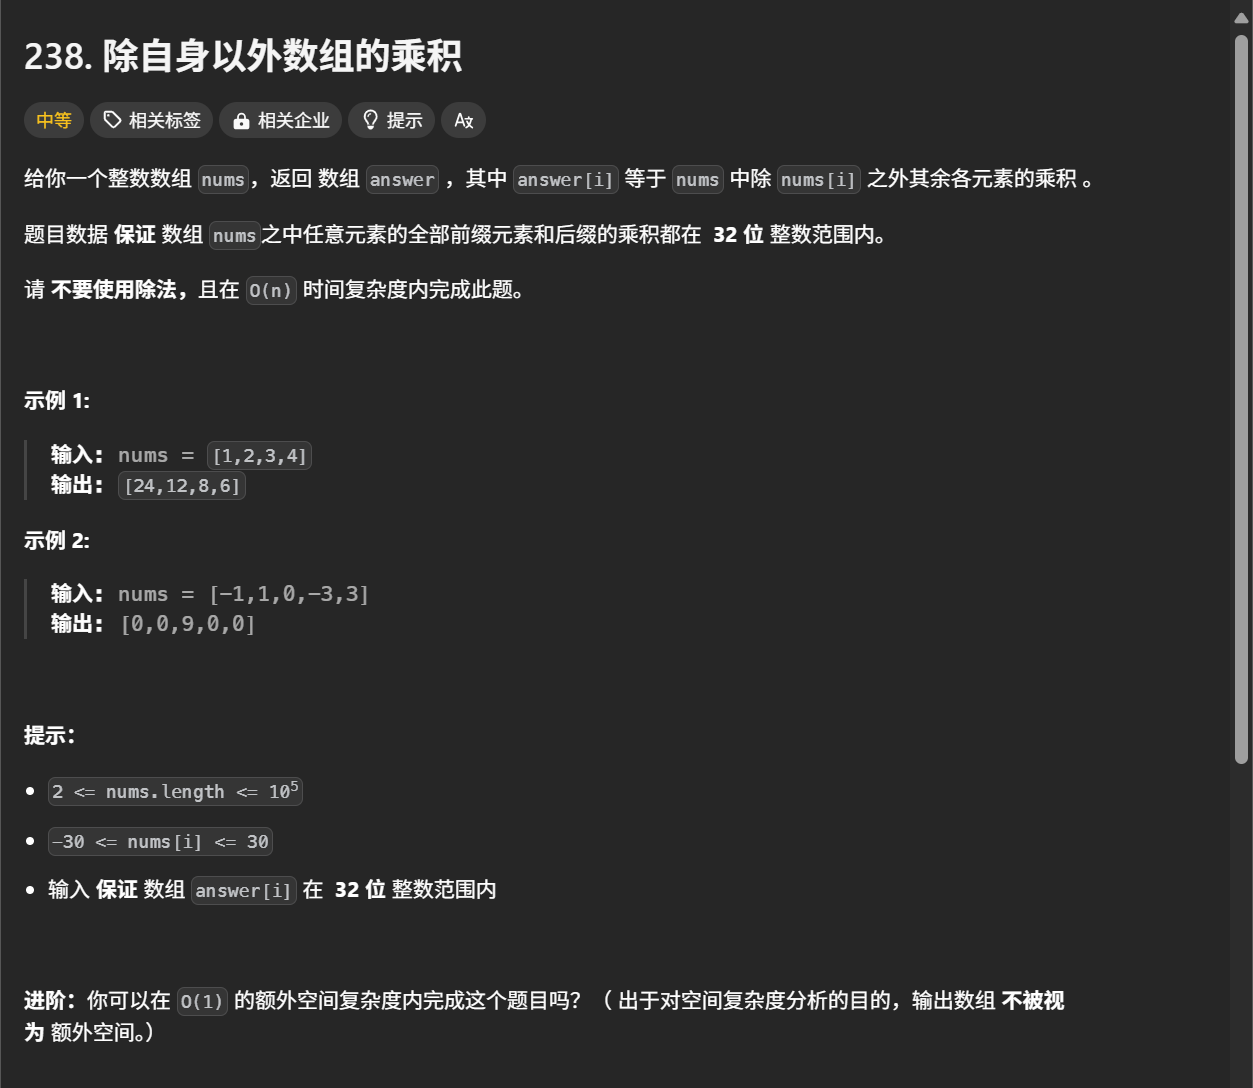 238. 除自身以外数组的乘积
中等 相关标签 相关企业 提示 Ax
给你一个整数数组 nums，返回 数组 answer ，其中 answer[i] 等于 nums 中除 nums[i] 之外其余各元素的乘积 。
题目数据 保证 数组 nums之中任意元素的全部前缀元素和后缀的乘积都在 32 位 整数范围内。
请 不要使用除法，且在 O(n) 时间复杂度内完成此题。
示例 1:
输入: nums = [1,2,3,4]
输出: [24,12,8,6]
示例 2:
输入: nums = [-1,1,0,-3,3]
输出: [0,0,9,0,0]
提示：
2 <= nums.length <= 10⁵
-30 <= nums[i] <= 30
输入 保证 数组 answer[i] 在 32 位 整数范围内
进阶：你可以在 O(1) 的额外空间复杂度内完成这个题目吗？（ 出于对空间复杂度分析的目的，输出数组 不被视
为 额外空间。）